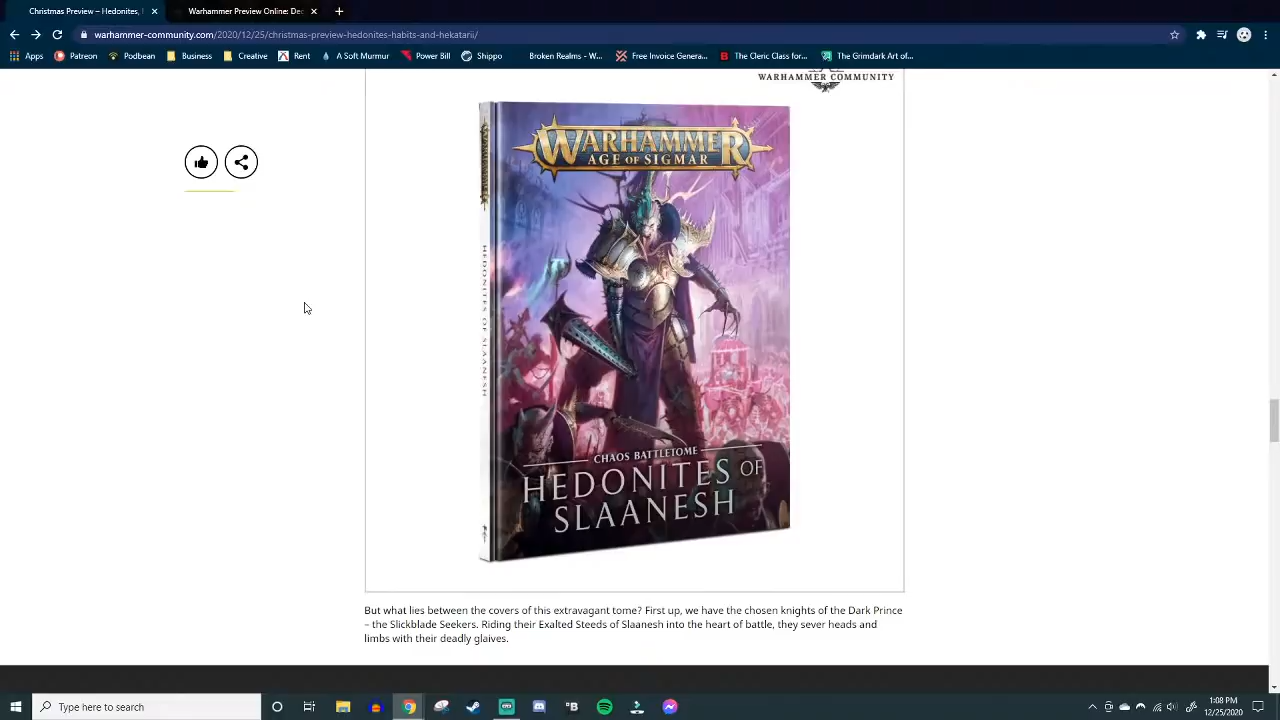 Christmas Preview – Hedonites,
Warhammer Preview Online: Dec
warhammer-community.com/2020/12/25/christmas-preview-hedonites-habits-and-hekatarii/
Apps
Patreon
Podbean
Business
Creative
Rent
A Soft Murmur
Power Bill
Shippo
Broken Realms - W...
Free Invoice Genera...
The Cleric Class for...
The Grimdark Art of...
WARHAMMER COMMUNITY
WARHAMMER
AGE OF SIGMAR
HEDONITES OF SLAANESH
CHAOS BATTLETOME
HEDONITES OF
SLAANESH
But what lies between the covers of this extravagant tome? First up, we have the chosen knights of the Dark Prince
– the Slickblade Seekers. Riding their Exalted Steeds of Slaanesh into the heart of battle, they sever heads and
limbs with their deadly glaives.
Type here to search
1:08 PM
12/25/2020